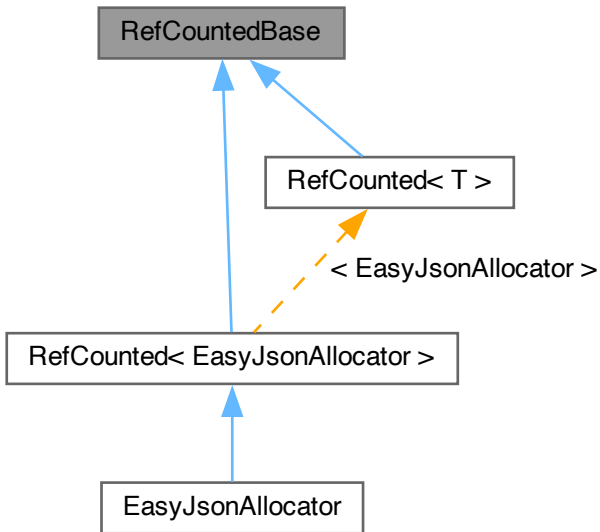 RefCountedBase
RefCounted< T >
< EasyJsonAllocator >
RefCounted< EasyJsonAllocator >
EasyJsonAllocator